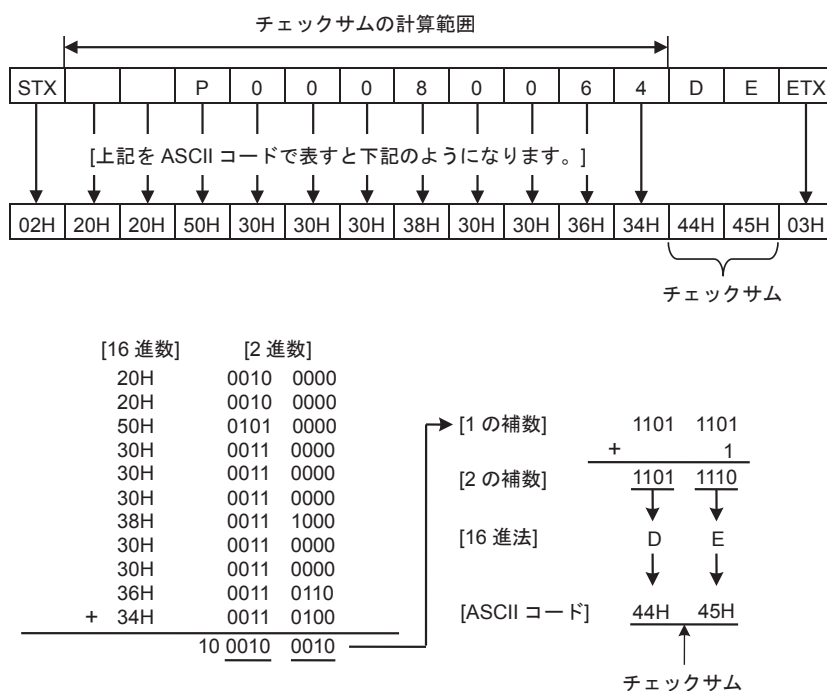 チェックサムの計算範囲
STX P 0 0 0 8 0 0 6 4 D E ETX
[上記を ASCII コードで表すと下記のようになります。]
02H 20H 20H 50H 30H 30H 30H 38H 30H 30H 36H 34H 44H 45H 03H
チェックサム
[16 進数] [2 進数]
20H 0010 0000
20H 0010 0000
50H 0101 0000
30H 0011 0000
30H 0011 0000
30H 0011 0000
38H 0011 1000
30H 0011 0000
30H 0011 0000
36H 0011 0110
+ 34H 0011 0100
10 0010 0010
[1 の補数] 1101 1101
+ 1
[2 の補数] 1101 1110
[16 進法] D E
[ASCII コード] 44H 45H
チェックサム